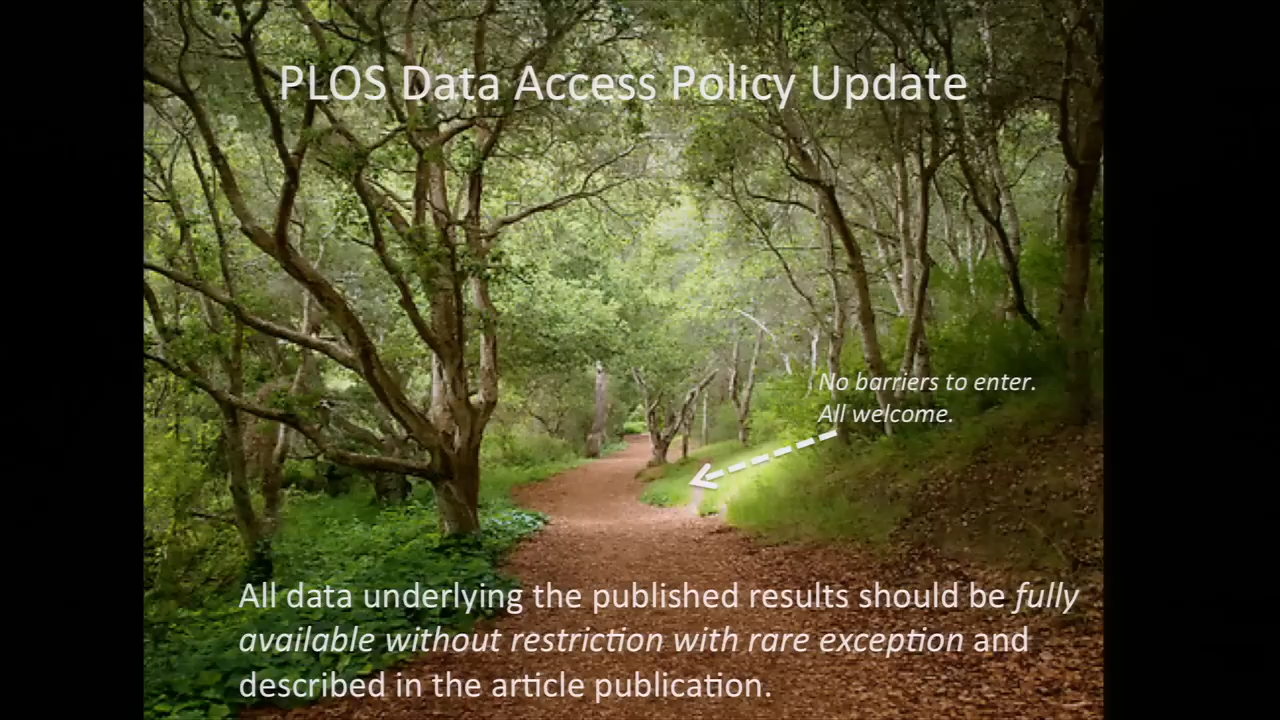 PLOS Data Access Policy Update
No barriers to enter.
All welcome.
All data underlying the published results should be fully
available without restriction with rare exception and
described in the article publication.